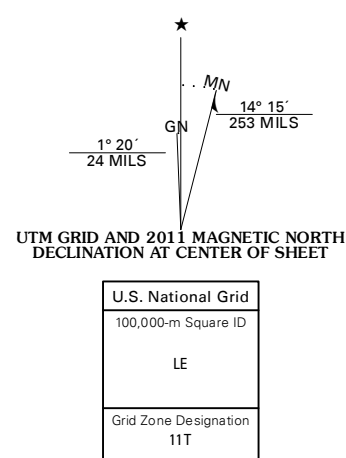 MN
GN
1° 20´
24 MILS
14° 15´
253 MILS
UTM GRID AND 2011 MAGNETIC NORTH
DECLINATION AT CENTER OF SHEET
U.S. National Grid
100,000-m Square ID
LE
Grid Zone Designation
11T